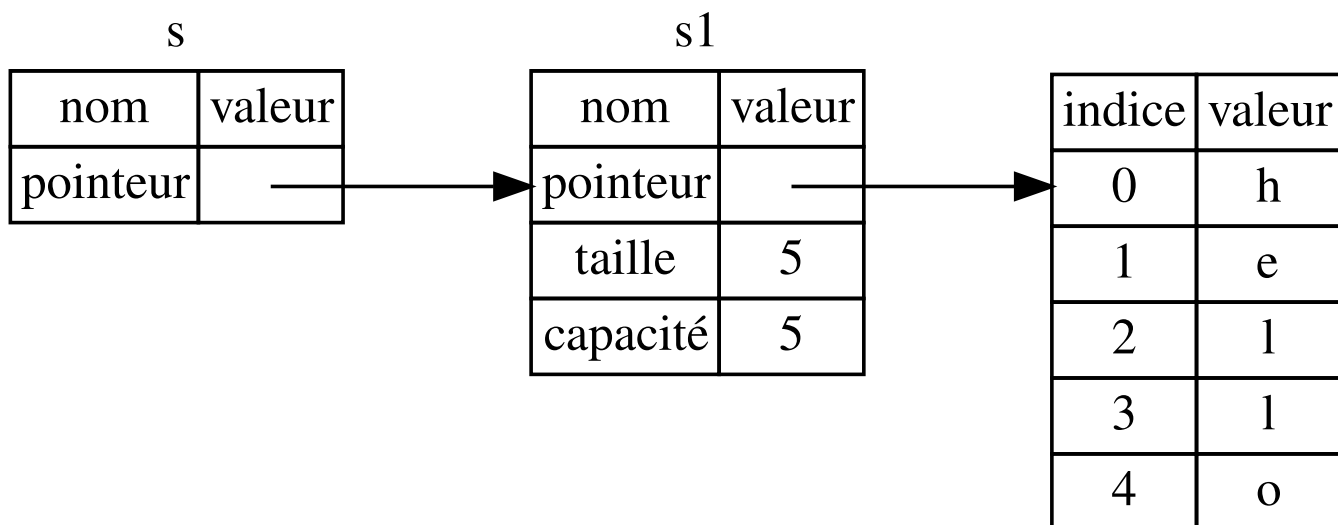 s
nom valeur
pointeur
s1
nom valeur
pointeur
taille 5
capacité 5
indice valeur
0 h
1 e
2 l
3 l
4 o